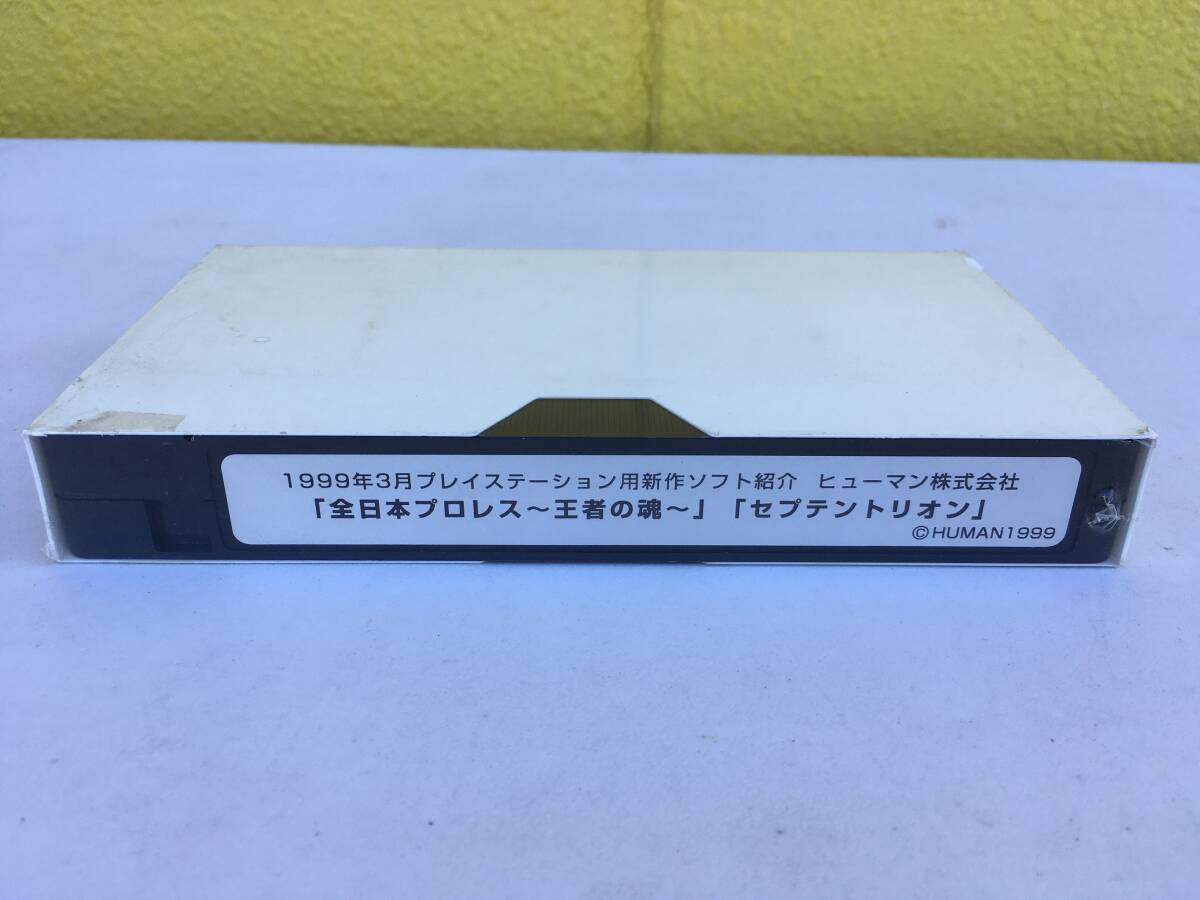 1999年3月プレイステーション用新作ソフト紹介 ヒューマン株式会社
「全日本プロレス～王者の魂～」「セプテントリオン」
©HUMAN1999